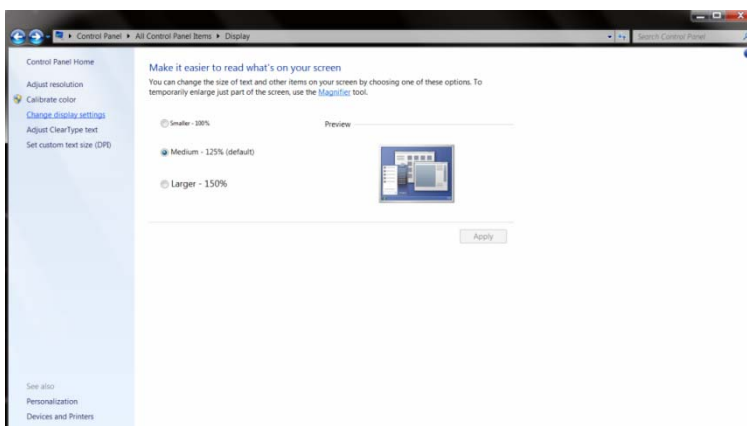 Control Panel ▸ All Control Panel Items ▸ Display
Search Control Panel
Control Panel Home
Adjust resolution
Calibrate color
Change display settings
Adjust ClearType text
Set custom text size (DPI)
Make it easier to read what's on your screen
You can change the size of text and other items on your screen by choosing one of these options. To
temporarily enlarge just part of the screen, use the Magnifier tool.
Smaller - 100%
Preview
Medium - 125% (default)
Larger - 150%
Apply
See also
Personalization
Devices and Printers